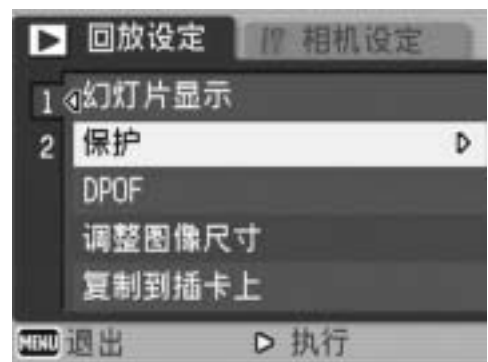 回放设定 相机设定
1 幻灯片显示
2 保护
DPOF
调整图像尺寸
复制到插卡上
MENU 退出 执行